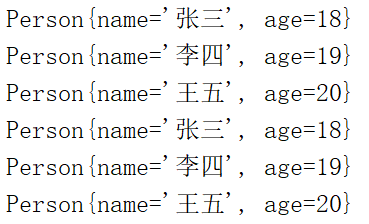 Person{name='张三', age=18}
Person{name='李四', age=19}
Person{name='王五', age=20}
Person{name='张三', age=18}
Person{name='李四', age=19}
Person{name='王五', age=20}